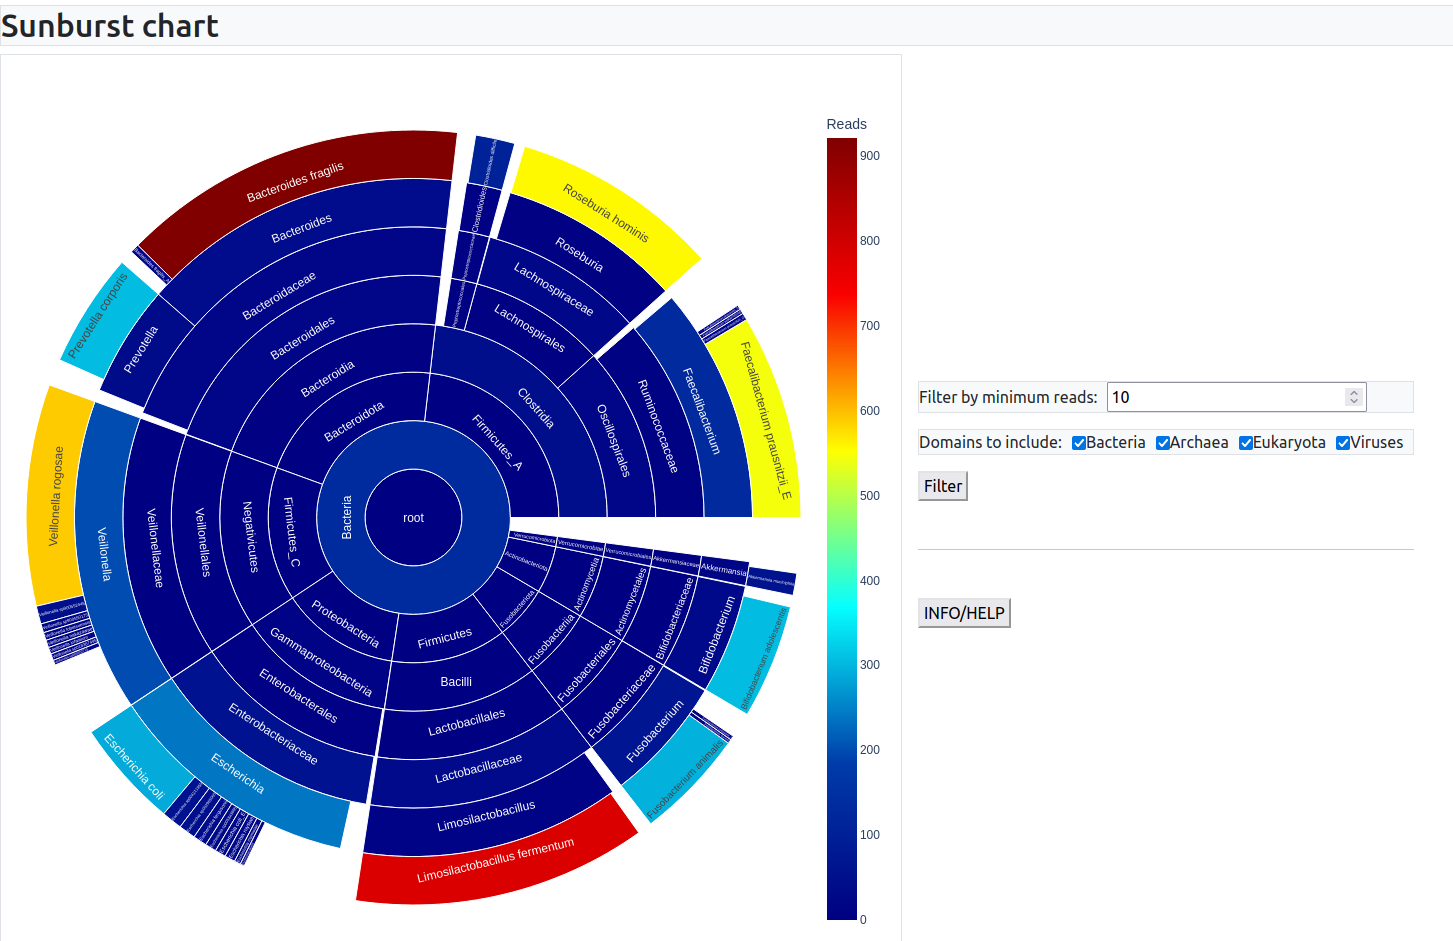 Sunburst chart
Reads
900
800
700
600
500
400
300
200
100
0
root
Bacteria
Bacteroidota
Bacteroidia
Bacteroidales
Bacteroidaceae
Bacteroides
Bacteroides fragilis
Prevotella
Prevotella corporis
Firmicutes_A
Clostridia
Lachnospirales
Lachnospiraceae
Roseburia
Roseburia hominis
Clostridioides
Oscillospirales
Ruminococcaceae
Faecalibacterium
Faecalibacterium prausnitzii_E
Firmicutes_C
Negativicutes
Veillonellales
Veillonellaceae
Veillonella
Veillonella rogosae
Proteobacteria
Gammaproteobacteria
Enterobacterales
Enterobacteriaceae
Escherichia
Escherichia coli
Firmicutes
Bacilli
Lactobacillales
Lactobacillaceae
Limosilactobacillus
Limosilactobacillus fermentum
Fusobacteriota
Fusobacteriia
Fusobacteriales
Fusobacteriaceae
Fusobacterium
Fusobacterium animalis
Actinobacteriota
Actinomycetia
Actinomycetales
Bifidobacteriaceae
Bifidobacterium
Bifidobacterium adolescentis
Verrucomicrobiota
Verrucomicrobiae
Verrucomicrobiales
Akkermansiaceae
Akkermansia
Filter by minimum reads: 10
Domains to include: Bacteria Archaea Eukaryota Viruses
Filter
INFO/HELP